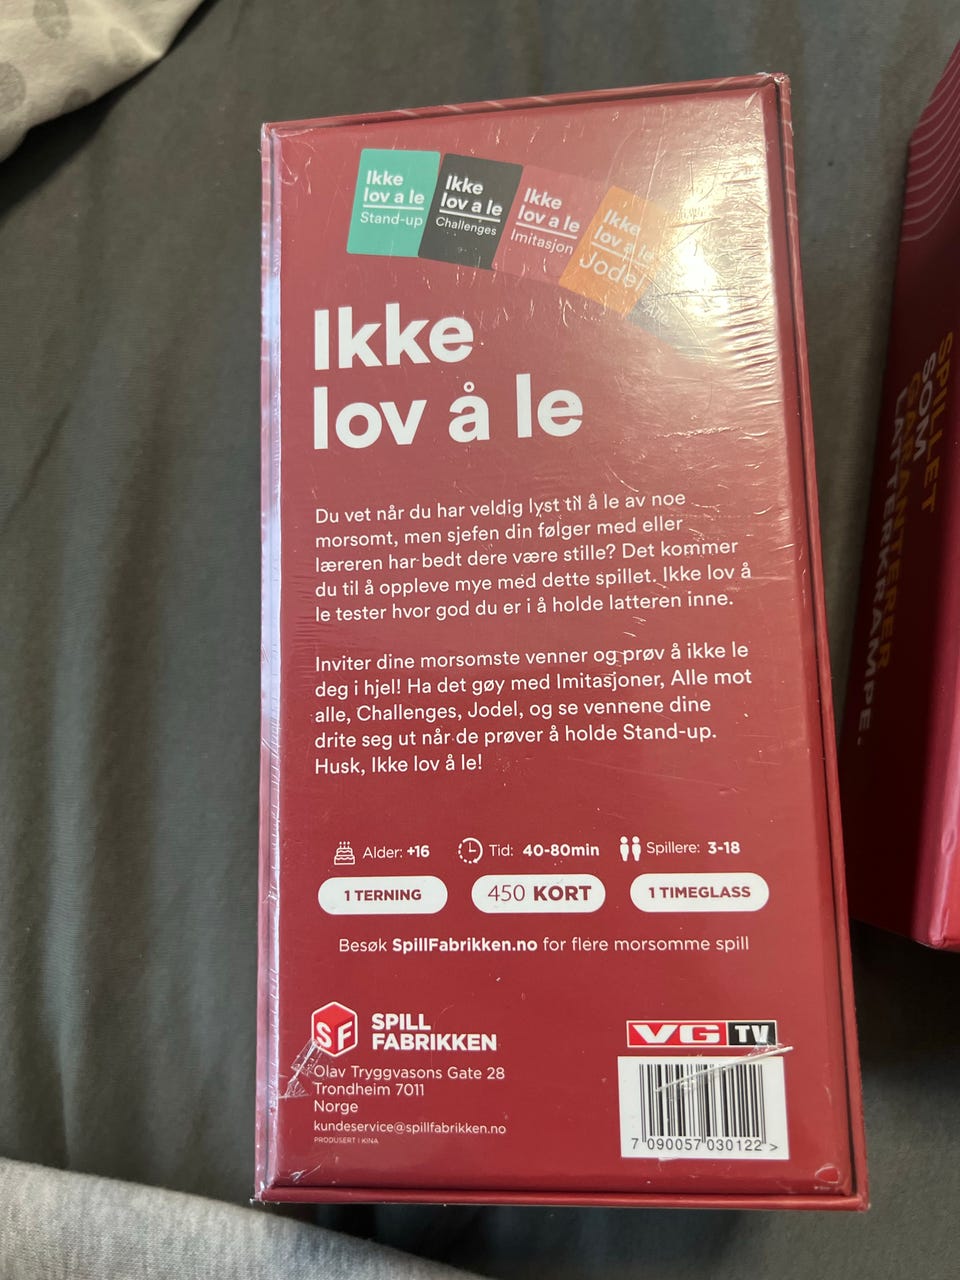 Ikke
lov a le
Stand-up
Ikke
lov a le
Challenges
Ikke
lov a le
Imitasjon
Ikke
lov a le
Jodel
Alle
Ikke
lov å le
Du vet når du har veldig lyst til å le av noe
morsomt, men sjefen din følger med eller
læreren har bedt dere være stille? Det kommer
du til å oppleve mye med dette spillet. Ikke lov å
le tester hvor god du er i å holde latteren inne.
Inviter dine morsomste venner og prøv å ikke le
deg i hjel! Ha det gøy med Imitasjoner, Alle mot
alle, Challenges, Jodel, og se vennene dine
drite seg ut når de prøver å holde Stand-up.
Husk, Ikke lov å le!
Alder: +16
Tid: 40-80min
Spillere: 3-18
1 TERNING
450 KORT
1 TIMEGLASS
Besøk SpillFabrikken.no for flere morsomme spill
SF
SPILL
FABRIKKEN
Olav Tryggvasons Gate 28
Trondheim 7011
Norge
kundeservice@spillfabrikken.no
PRODUSERT I KINA
VG TV
7 090057 030122 >
SPILLET
SOM
GARANTERER
LATTERKRAMPE.